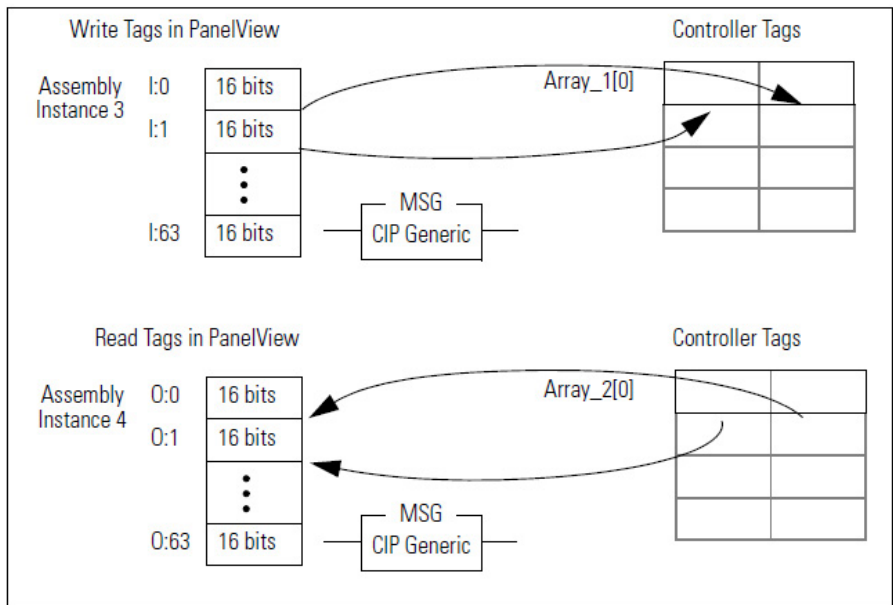 Write Tags in PanelView
Controller Tags
Assembly
Instance 3
I:0
16 bits
Array_1[0]
I:1
16 bits
MSG
I:63
16 bits
CIP Generic
Read Tags in PanelView
Controller Tags
Assembly
Instance 4
O:0
16 bits
Array_2[0]
O:1
16 bits
MSG
O:63
16 bits
CIP Generic